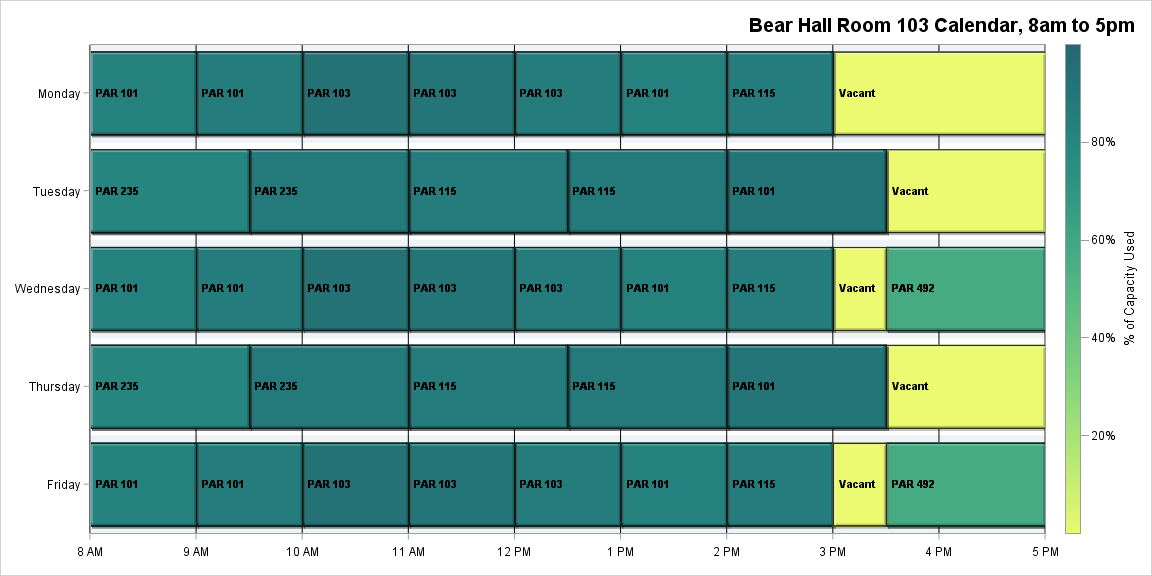 Bear Hall Room 103 Calendar, 8am to 5pm
Monday PAR 101 PAR 101 PAR 103 PAR 103 PAR 103 PAR 101 PAR 115 Vacant
80%
Tuesday PAR 235 PAR 235 PAR 115 PAR 115 PAR 101 Vacant
60%
% of Capacity Used
Wednesday PAR 101 PAR 101 PAR 103 PAR 103 PAR 103 PAR 101 PAR 115 Vacant PAR 492
40%
Thursday PAR 235 PAR 235 PAR 115 PAR 115 PAR 101 Vacant
20%
Friday PAR 101 PAR 101 PAR 103 PAR 103 PAR 103 PAR 101 PAR 115 Vacant PAR 492
8 AM 9 AM 10 AM 11 AM 12 PM 1 PM 2 PM 3 PM 4 PM 5 PM